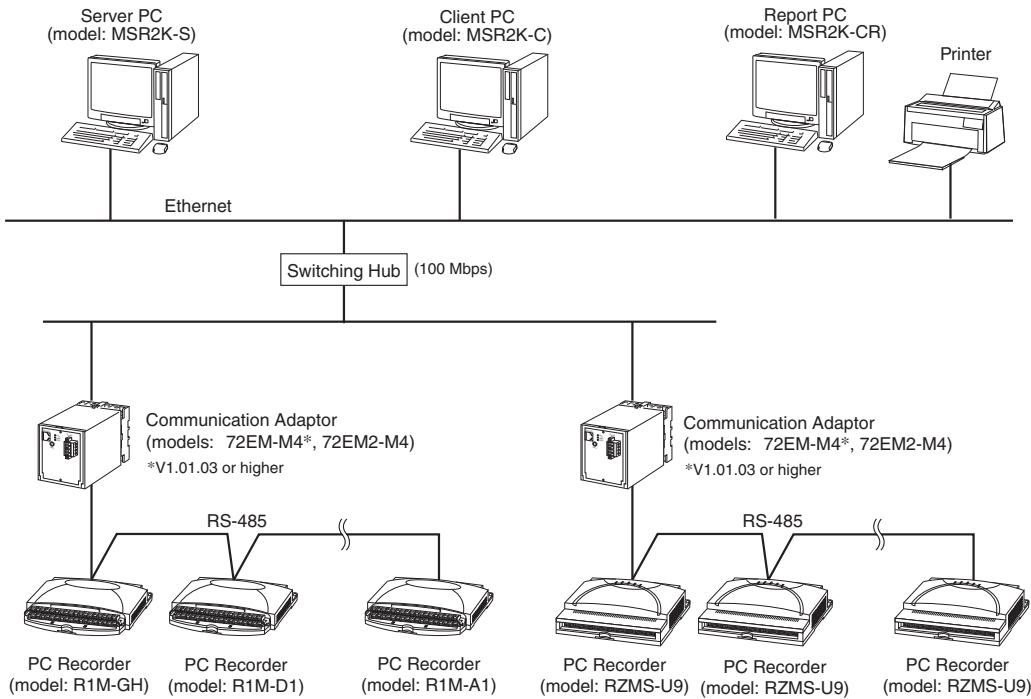 Server PC
(model: MSR2K-S)
Client PC
(model: MSR2K-C)
Report PC
(model: MSR2K-CR)
Printer
Ethernet
Switching Hub
(100 Mbps)
Communication Adaptor
(models: 72EM-M4*, 72EM2-M4)
*V1.01.03 or higher
Communication Adaptor
(models: 72EM-M4*, 72EM2-M4)
*V1.01.03 or higher
RS-485
RS-485
PC Recorder
(model: R1M-GH)
PC Recorder
(model: R1M-D1)
PC Recorder
(model: R1M-A1)
PC Recorder
(model: RZMS-U9)
PC Recorder
(model: RZMS-U9)
PC Recorder
(model: RZMS-U9)